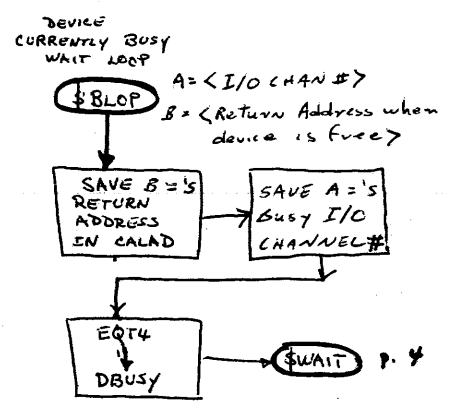 DEVICE
CURRENTLY BUSY
WAIT LOOP
$BLOP
A = <I/O CHAN #>
B = <Return Address when
device is free>
SAVE B ='s
RETURN
ADDRESS
IN CALAD
SAVE A ='s
Busy I/O
CHANNEL #
EQT4
DBUSY
$WAIT p. 4